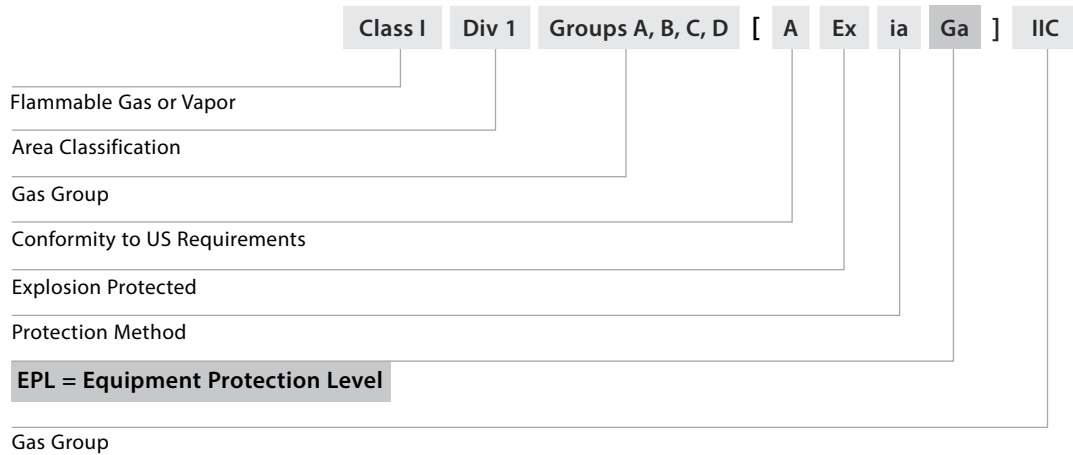 Class I Div 1 Groups A, B, C, D [ A Ex ia Ga ] IIC
Flammable Gas or Vapor
Area Classification
Gas Group
Conformity to US Requirements
Explosion Protected
Protection Method
EPL = Equipment Protection Level
Gas Group